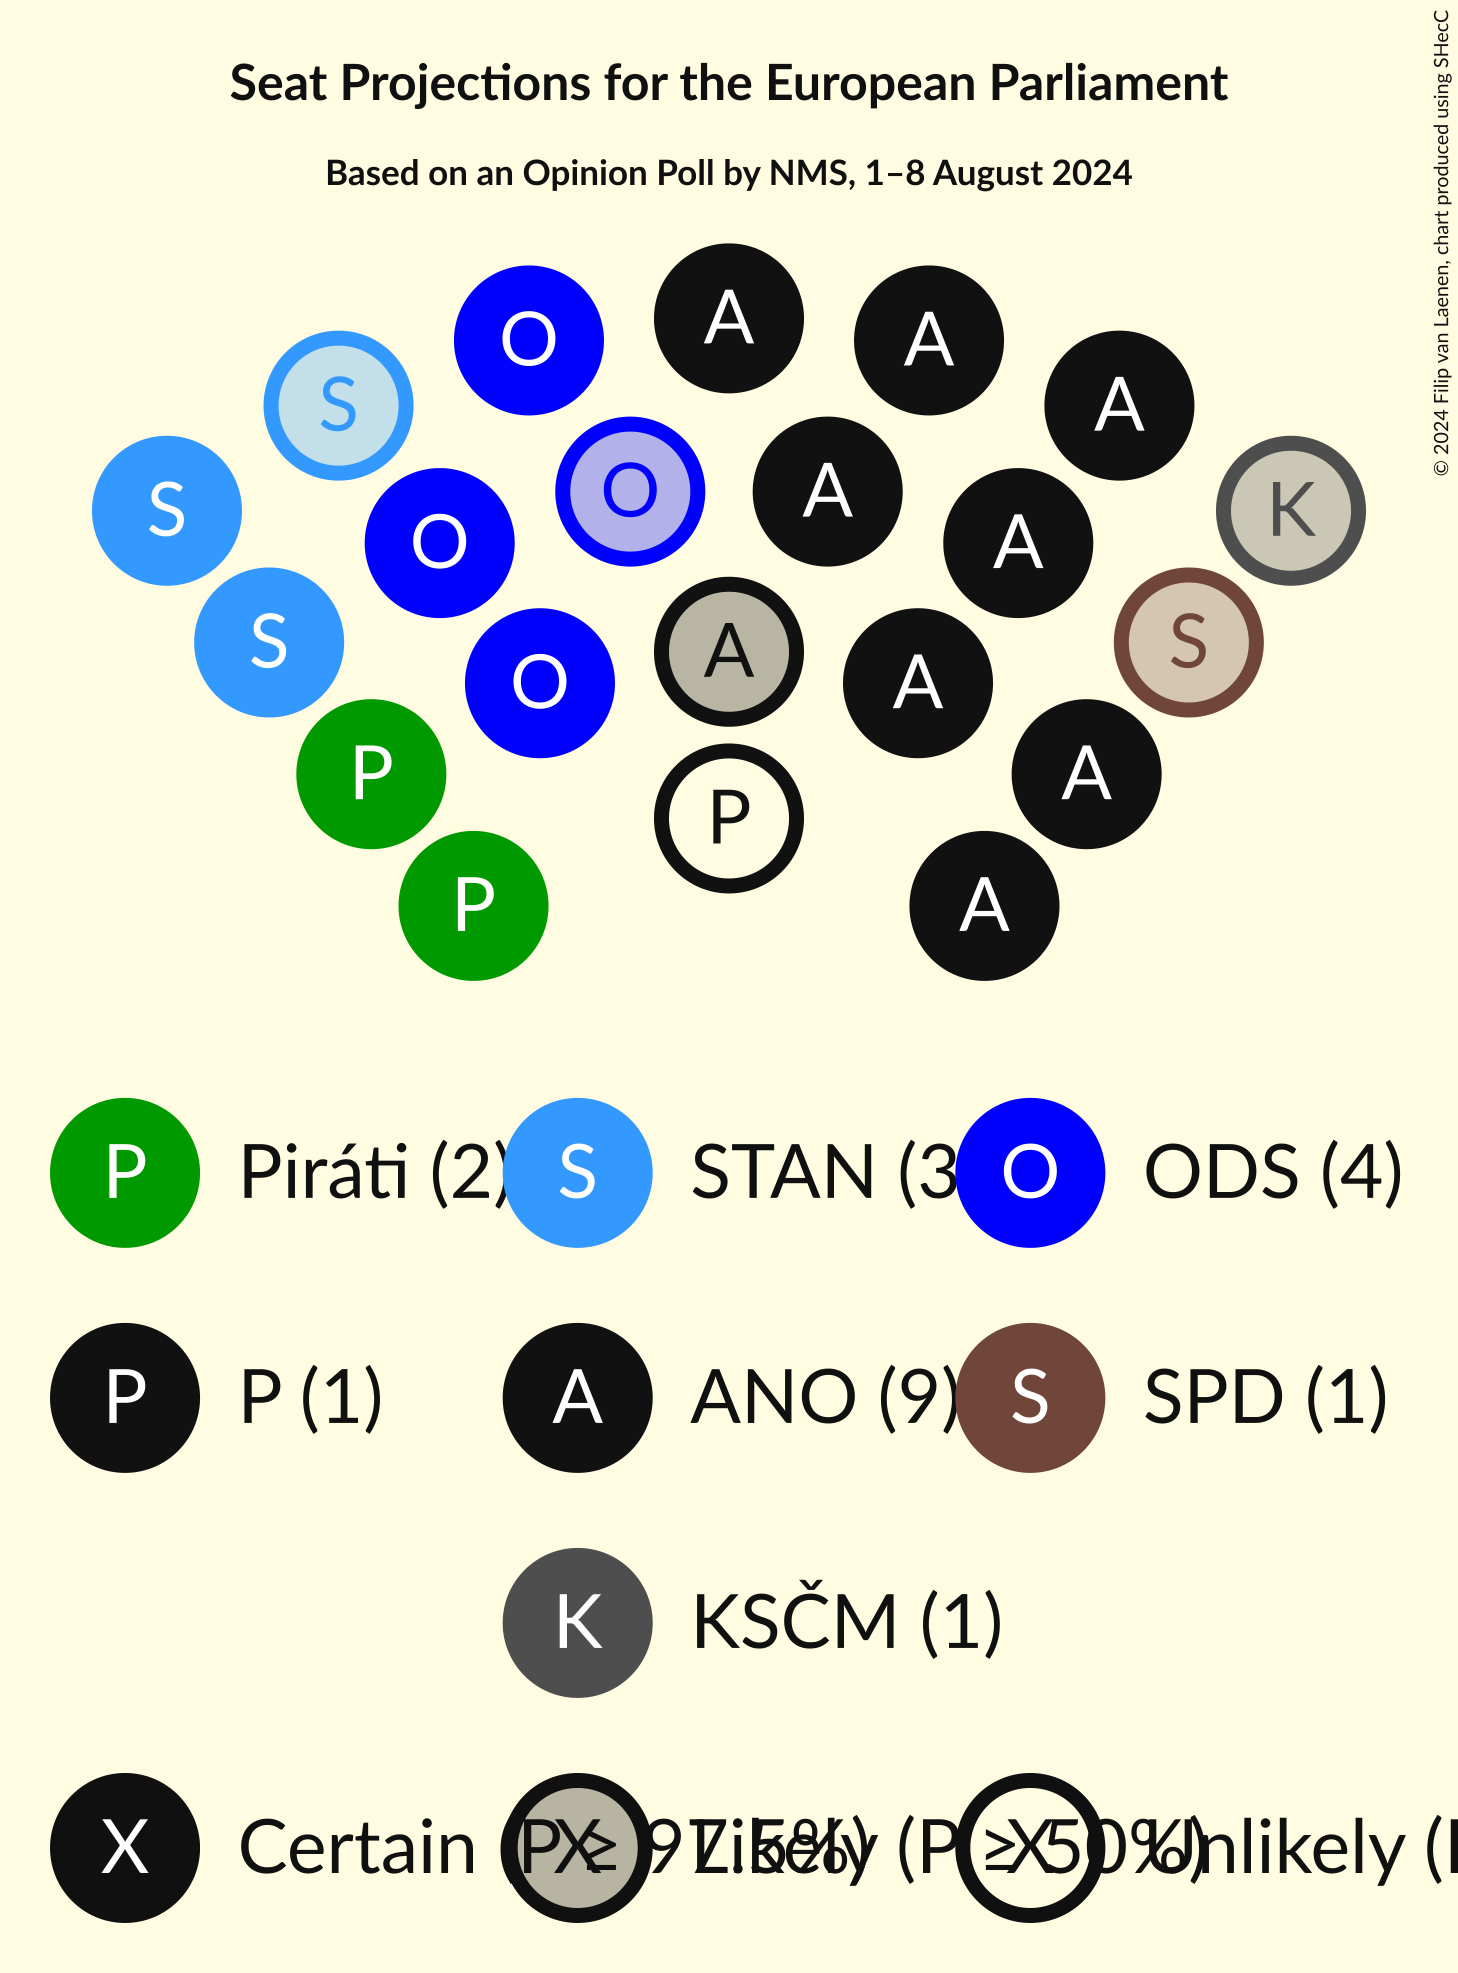 Seat Projections for the European Parliament
Based on an Opinion Poll by NMS, 1–8 August 2024
© 2024 Filip van Laenen, chart produced using SHecC
A
O A
S A
S O A K
O A
S A S
O A
P A
P
P A
P Piráti (2) S STAN (3 O ODS (4)
P P (1) A ANO (9) S SPD (1)
K KSČM (1)
X Certain (P ≥ 97.5%) X Likely (P ≥ 50%) X Unlikely (